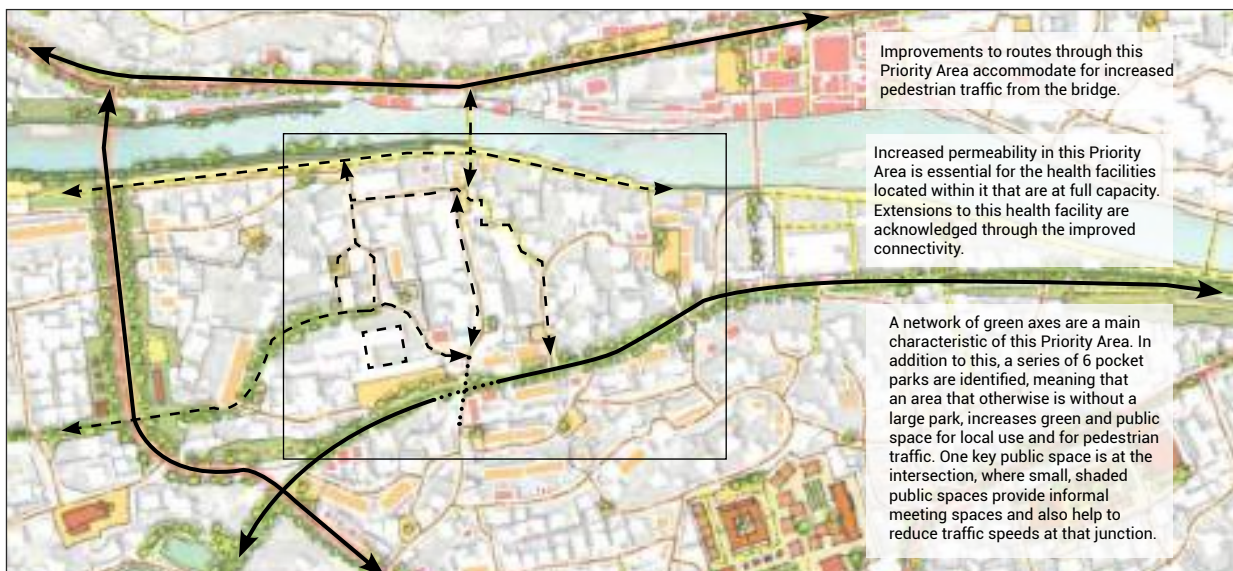 Improvements to routes through this
Priority Area accommodate for increased
pedestrian traffic from the bridge.
Increased permeability in this Priority
Area is essential for the health facilities
located within it that are at full capacity.
Extensions to this health facility are
acknowledged through the improved
connectivity.
A network of green axes are a main
characteristic of this Priority Area. In
addition to this, a series of 6 pocket
parks are identified, meaning that
an area that otherwise is without a
large park, increases green and public
space for local use and for pedestrian
traffic. One key public space is at the
intersection, where small, shaded
public spaces provide informal
meeting spaces and also help to
reduce traffic speeds at that junction.